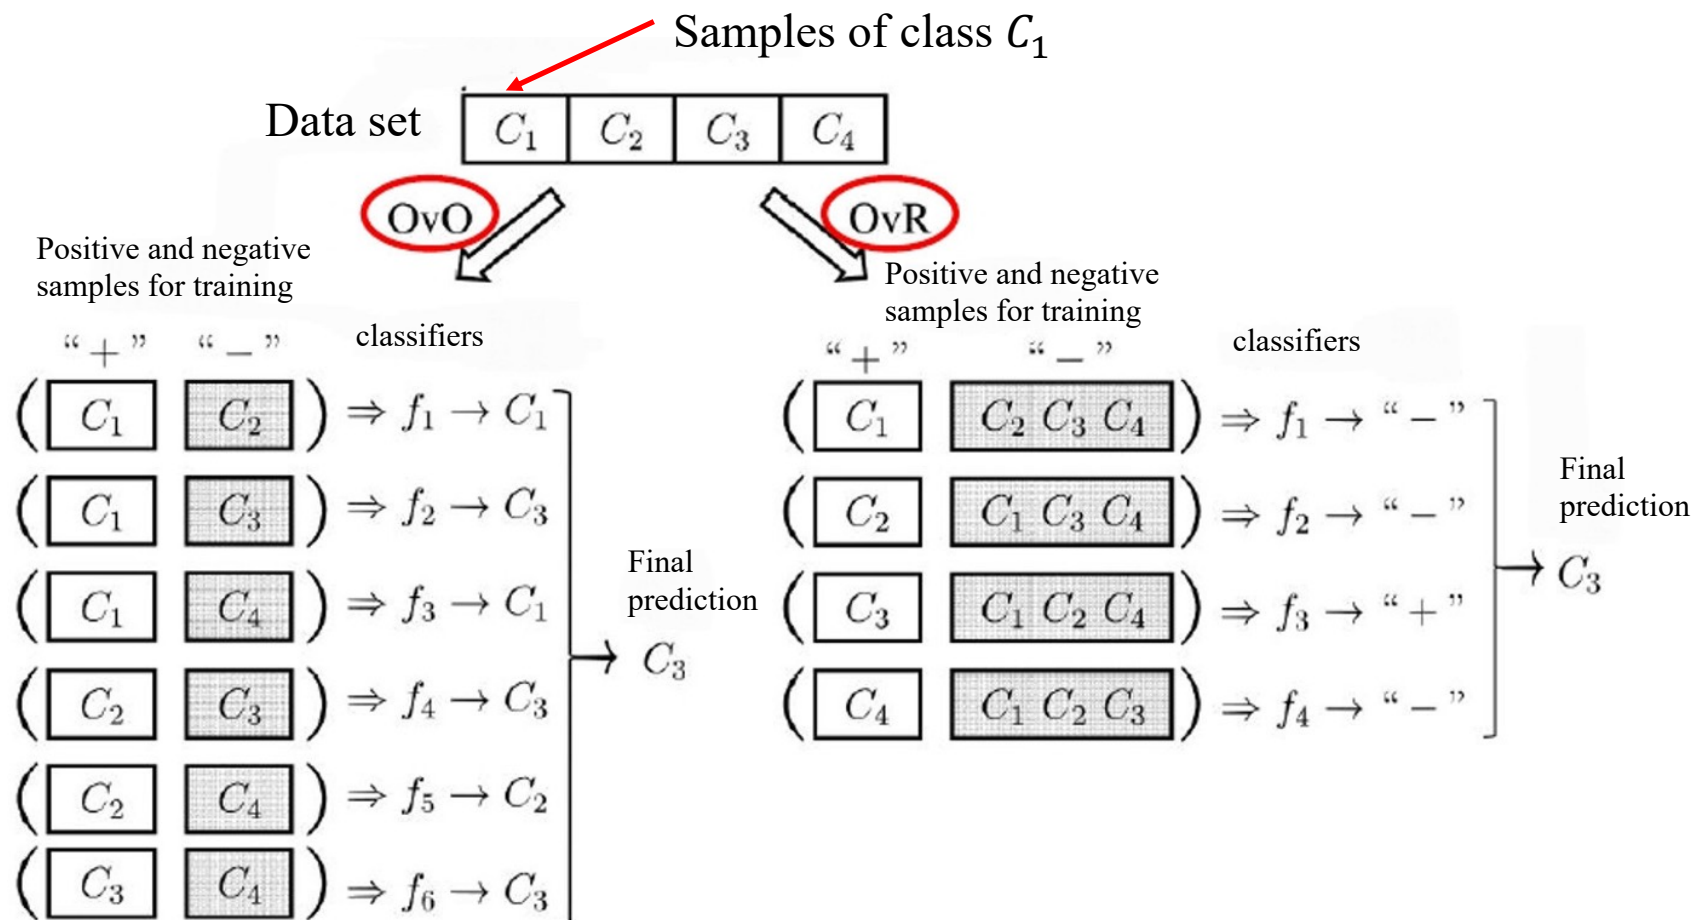 Samples of class C₁
Data set C₁ C₂ C₃ C₄
OvO
OvR
Positive and negative
samples for training
“+” “−” classifiers
( C₁ C₂ ) ⇒ f₁ → C₁
( C₁ C₃ ) ⇒ f₂ → C₃
( C₁ C₄ ) ⇒ f₃ → C₁
( C₂ C₃ ) ⇒ f₄ → C₃
( C₂ C₄ ) ⇒ f₅ → C₂
( C₃ C₄ ) ⇒ f₆ → C₃
Final
prediction
C₃
Positive and negative
samples for training
“+” “−” classifiers
( C₁ C₂ C₃ C₄ ) ⇒ f₁ → “−”
( C₂ C₁ C₃ C₄ ) ⇒ f₂ → “−”
( C₃ C₁ C₂ C₄ ) ⇒ f₃ → “+”
( C₄ C₁ C₂ C₃ ) ⇒ f₄ → “−”
Final
prediction
C₃